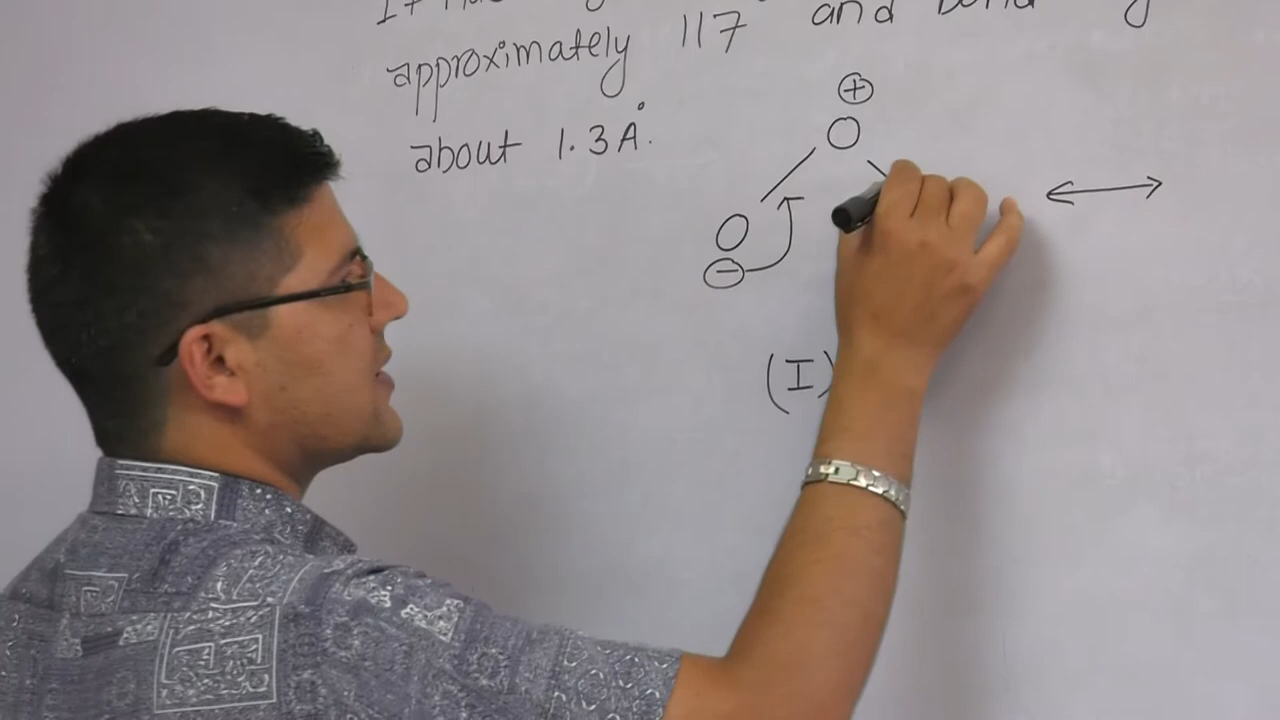 and
approximately 117°
about 1.3 Å.
⊕
O
O
⊖
(I)